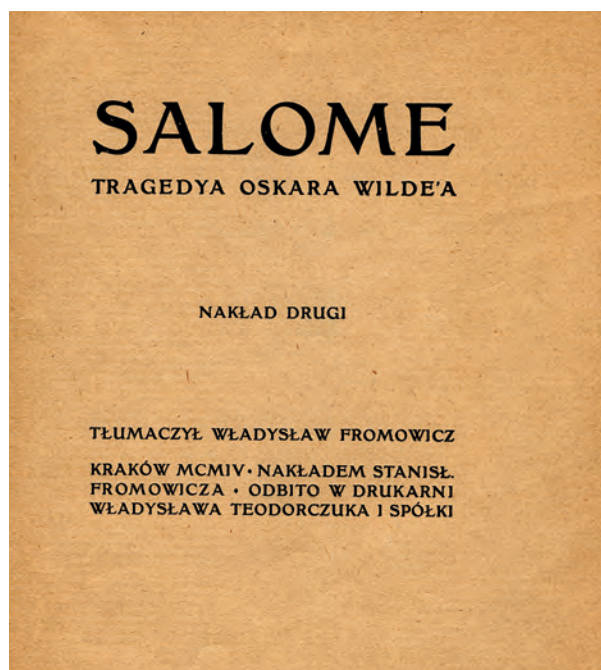 SALOME
TRAGEDYA OSKARA WILDE'A
NAKŁAD DRUGI
TŁUMACZYŁ WŁADYSŁAW FROMOWICZ
KRAKÓW MCMIV • NAKŁADEM STANISŁ.
FROMOWICZA • ODBITO W DRUKARNI
WŁADYSŁAWA TEODORCZUKA I SPÓŁKI